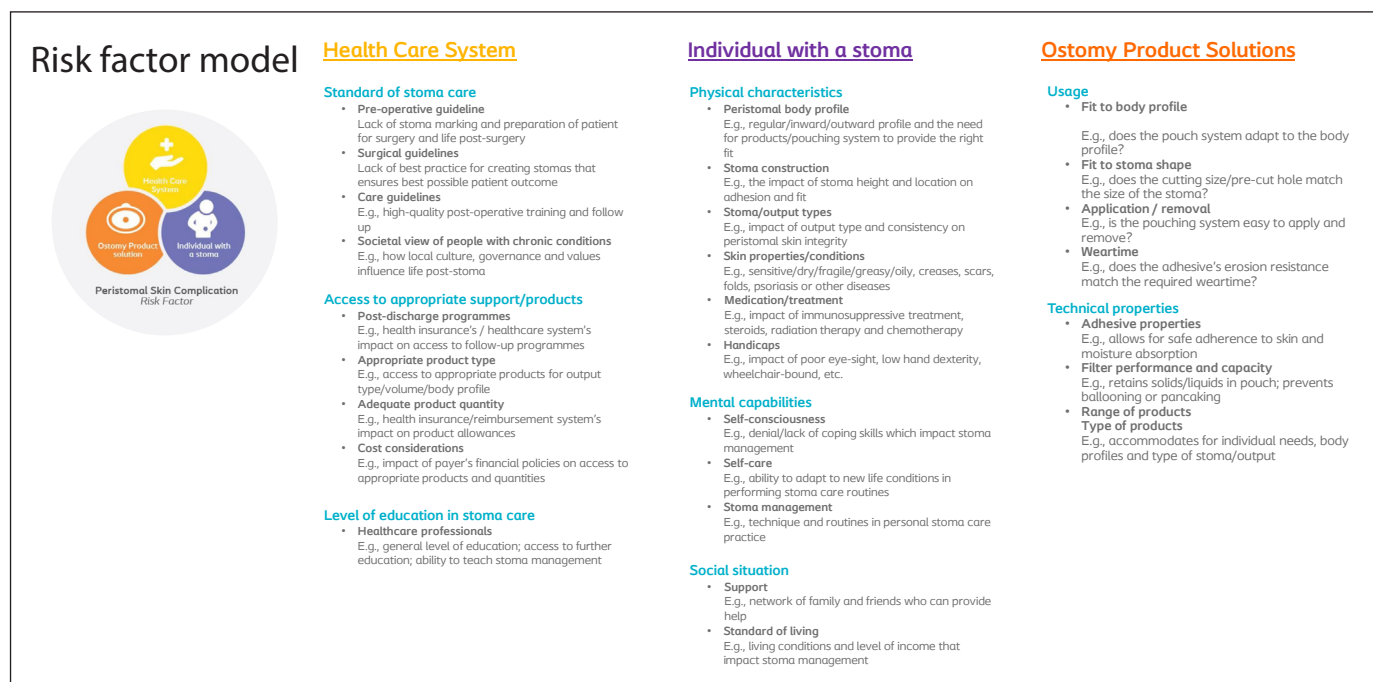 Risk factor model
Health Care
System
Ostomy Product
solution
Individual with
a stoma
Peristomal Skin Complication
Risk Factor
Health Care System
Standard of stoma care
• Pre-operative guideline
Lack of stoma marking and preparation of patient
for surgery and life post-surgery
• Surgical guidelines
Lack of best practice for creating stomas that
ensures best possible patient outcome
• Care guidelines
E.g., high-quality post-operative training and follow
up
• Societal view of people with chronic conditions
E.g., how local culture, governance and values
influence life post-stoma
Access to appropriate support/products
• Post-discharge programmes
E.g., health insurance's / healthcare system's
impact on access to follow-up programmes
• Appropriate product type
E.g., access to appropriate products for output
type/volume/body profile
• Adequate product quantity
E.g., health insurance/reimbursement system's
impact on product allowances
• Cost considerations
E.g., impact of payer's financial policies on access to
appropriate products and quantities
Level of education in stoma care
• Healthcare professionals
E.g., general level of education; access to further
education; ability to teach stoma management
Individual with a stoma
Physical characteristics
• Peristomal body profile
E.g., regular/inward/outward profile and the need
for products/pouching system to provide the right
fit
• Stoma construction
E.g., the impact of stoma height and location on
adhesion and fit
• Stoma/output types
E.g., impact of output type and consistency on
peristomal skin integrity
• Skin properties/conditions
E.g., sensitive/dry/fragile/greasy/oily, creases, scars,
folds, psoriasis or other diseases
• Medication/treatment
E.g., impact of immunosuppressive treatment,
steroids, radiation therapy and chemotherapy
• Handicaps
E.g., impact of poor eye-sight, low hand dexterity,
wheelchair-bound, etc.
Mental capabilities
• Self-consciousness
E.g., denial/lack of coping skills which impact stoma
management
• Self-care
E.g., ability to adapt to new life conditions in
performing stoma care routines
• Stoma management
E.g., technique and routines in personal stoma care
practice
Social situation
• Support
E.g., network of family and friends who can provide
help
• Standard of living
E.g., living conditions and level of income that
impact stoma management
Ostomy Product Solutions
Usage
• Fit to body profile
E.g., does the pouch system adapt to the body
profile?
• Fit to stoma shape
E.g., does the cutting size/pre-cut hole match
the size of the stoma?
• Application / removal
E.g., is the pouching system easy to apply and
remove?
• Weartime
E.g., does the adhesive's erosion resistance
match the required weartime?
Technical properties
• Adhesive properties
E.g., allows for safe adherence to skin and
moisture absorption
• Filter performance and capacity
E.g., retains solids/liquids in pouch; prevents
ballooning or pancaking
• Range of products
Type of products
E.g., accommodates for individual needs, body
profiles and type of stoma/output